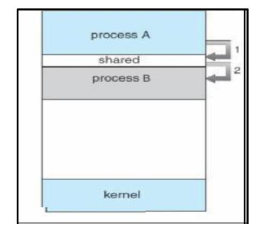 process A
1
shared
2
process B
kernel